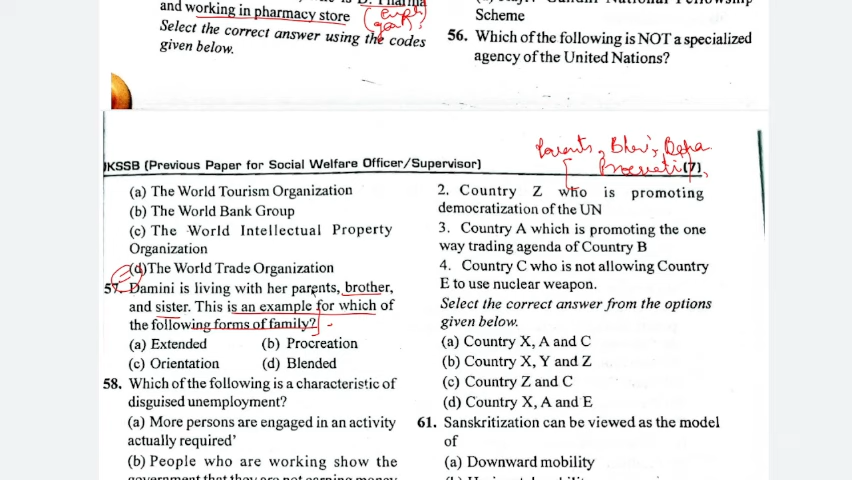 and working in pharmacy store
Select the correct answer using the codes
given below.
Scheme
56. Which of the following is NOT a specialized
agency of the United Nations?
JKSSB (Previous Paper for Social Welfare Officer/Supervisor)
(7)
(a) The World Tourism Organization
(b) The World Bank Group
(c) The World Intellectual Property
Organization
(d) The World Trade Organization
57. Damini is living with her parents, brother,
and sister. This is an example for which of
the following forms of family?
(a) Extended (b) Procreation
(c) Orientation (d) Blended
58. Which of the following is a characteristic of
disguised unemployment?
(a) More persons are engaged in an activity
actually required'
(b) People who are working show the
2. Country Z who is promoting
democratization of the UN
3. Country A which is promoting the one
way trading agenda of Country B
4. Country C who is not allowing Country
E to use nuclear weapon.
Select the correct answer from the options
given below.
(a) Country X, A and C
(b) Country X, Y and Z
(c) Country Z and C
(d) Country X, A and E
61. Sanskritization can be viewed as the model
of
(a) Downward mobility